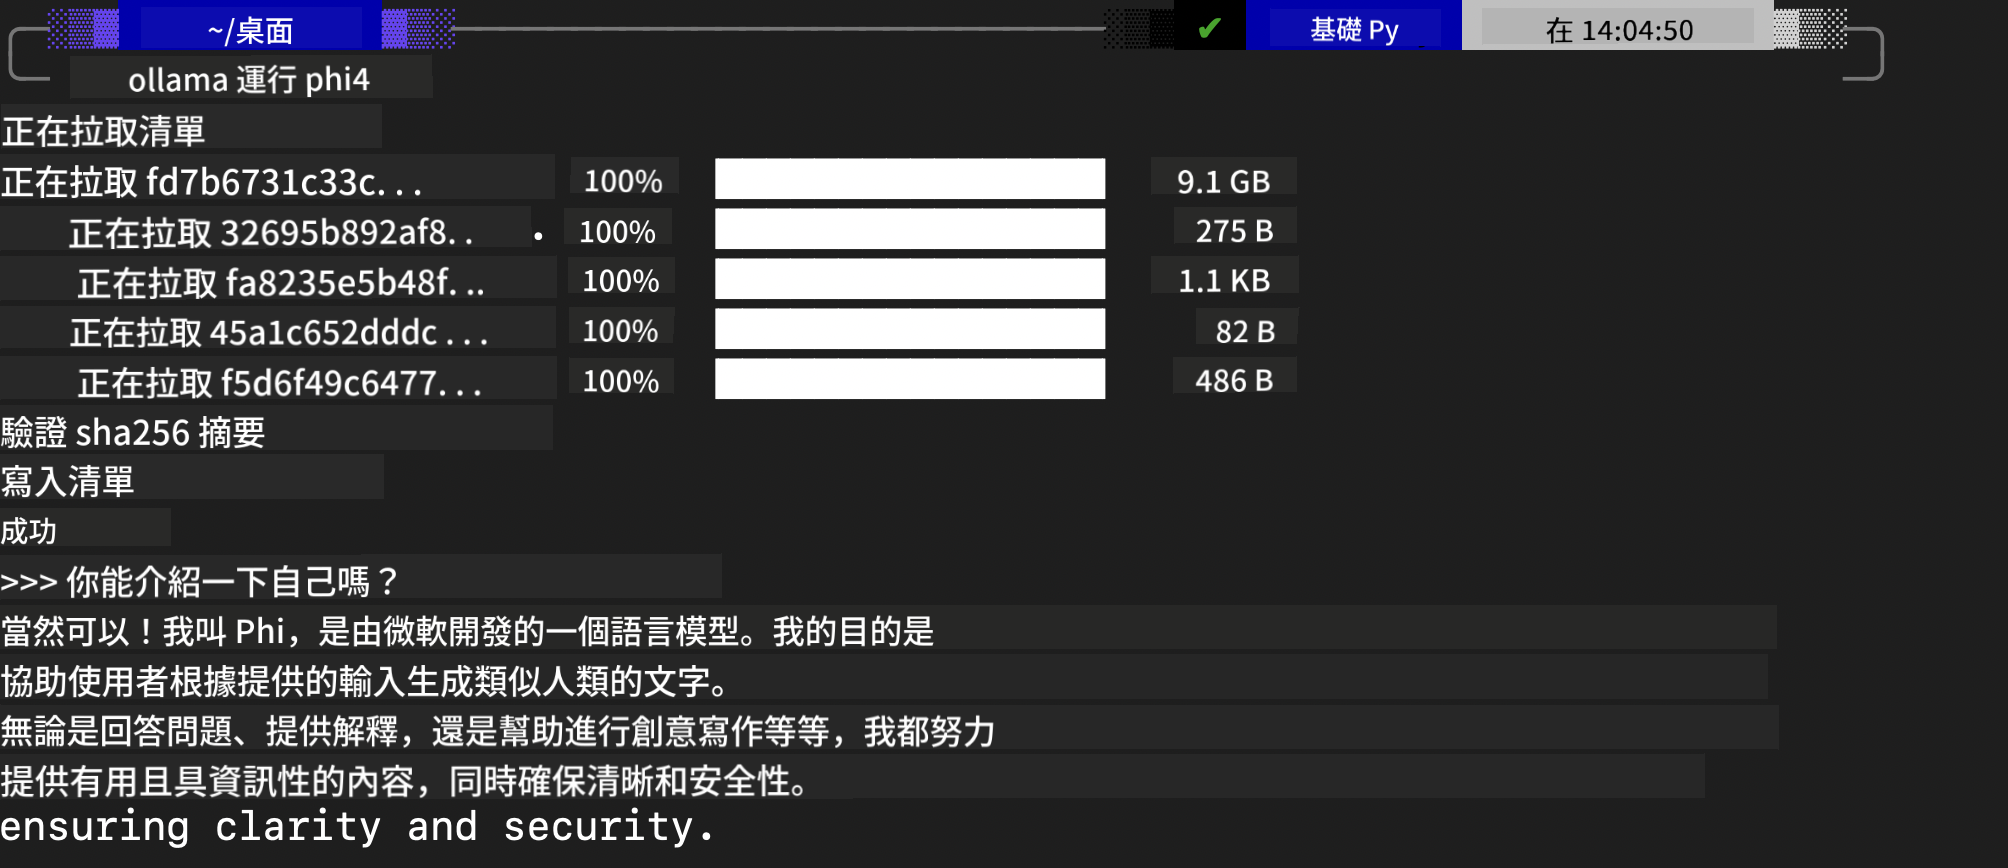 ~/桌面 ✔ 基礎 Py 在 14:04:50
ollama 運行 phi4
正在拉取清單
正在拉取 fd7b6731c33c... 100% 9.1 GB
正在拉取 32695b892af8. . . 100% 275 B
正在拉取 fa8235e5b48f. .. 100% 1.1 KB
正在拉取 45a1c652dddc ... 100% 82 B
正在拉取 f5d6f49c6477. . . 100% 486 B
驗證 sha256 摘要
寫入清單
成功
>>> 你能介紹一下自己嗎？
當然可以！我叫 Phi，是由微軟開發的一個語言模型。我的目的是
協助使用者根據提供的輸入生成類似人類的文字。
無論是回答問題、提供解釋，還是幫助進行創意寫作等等，我都努力
提供有用且具資訊性的內容，同時確保清晰和安全性。
ensuring clarity and security.